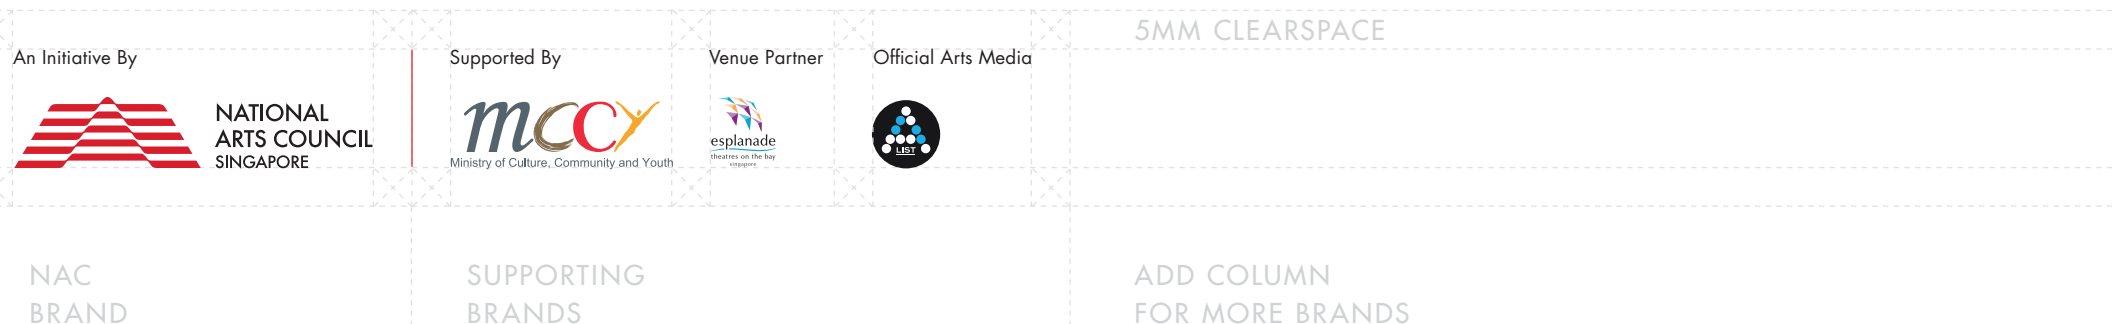 5MM CLEARSPACE
An Initiative By
NATIONAL
ARTS COUNCIL
SINGAPORE
Supported By
mccy
Ministry of Culture, Community and Youth
Venue Partner
esplanade
theatres on the bay
singapore
Official Arts Media
A
LIST
NAC
BRAND
SUPPORTING
BRANDS
ADD COLUMN
FOR MORE BRANDS